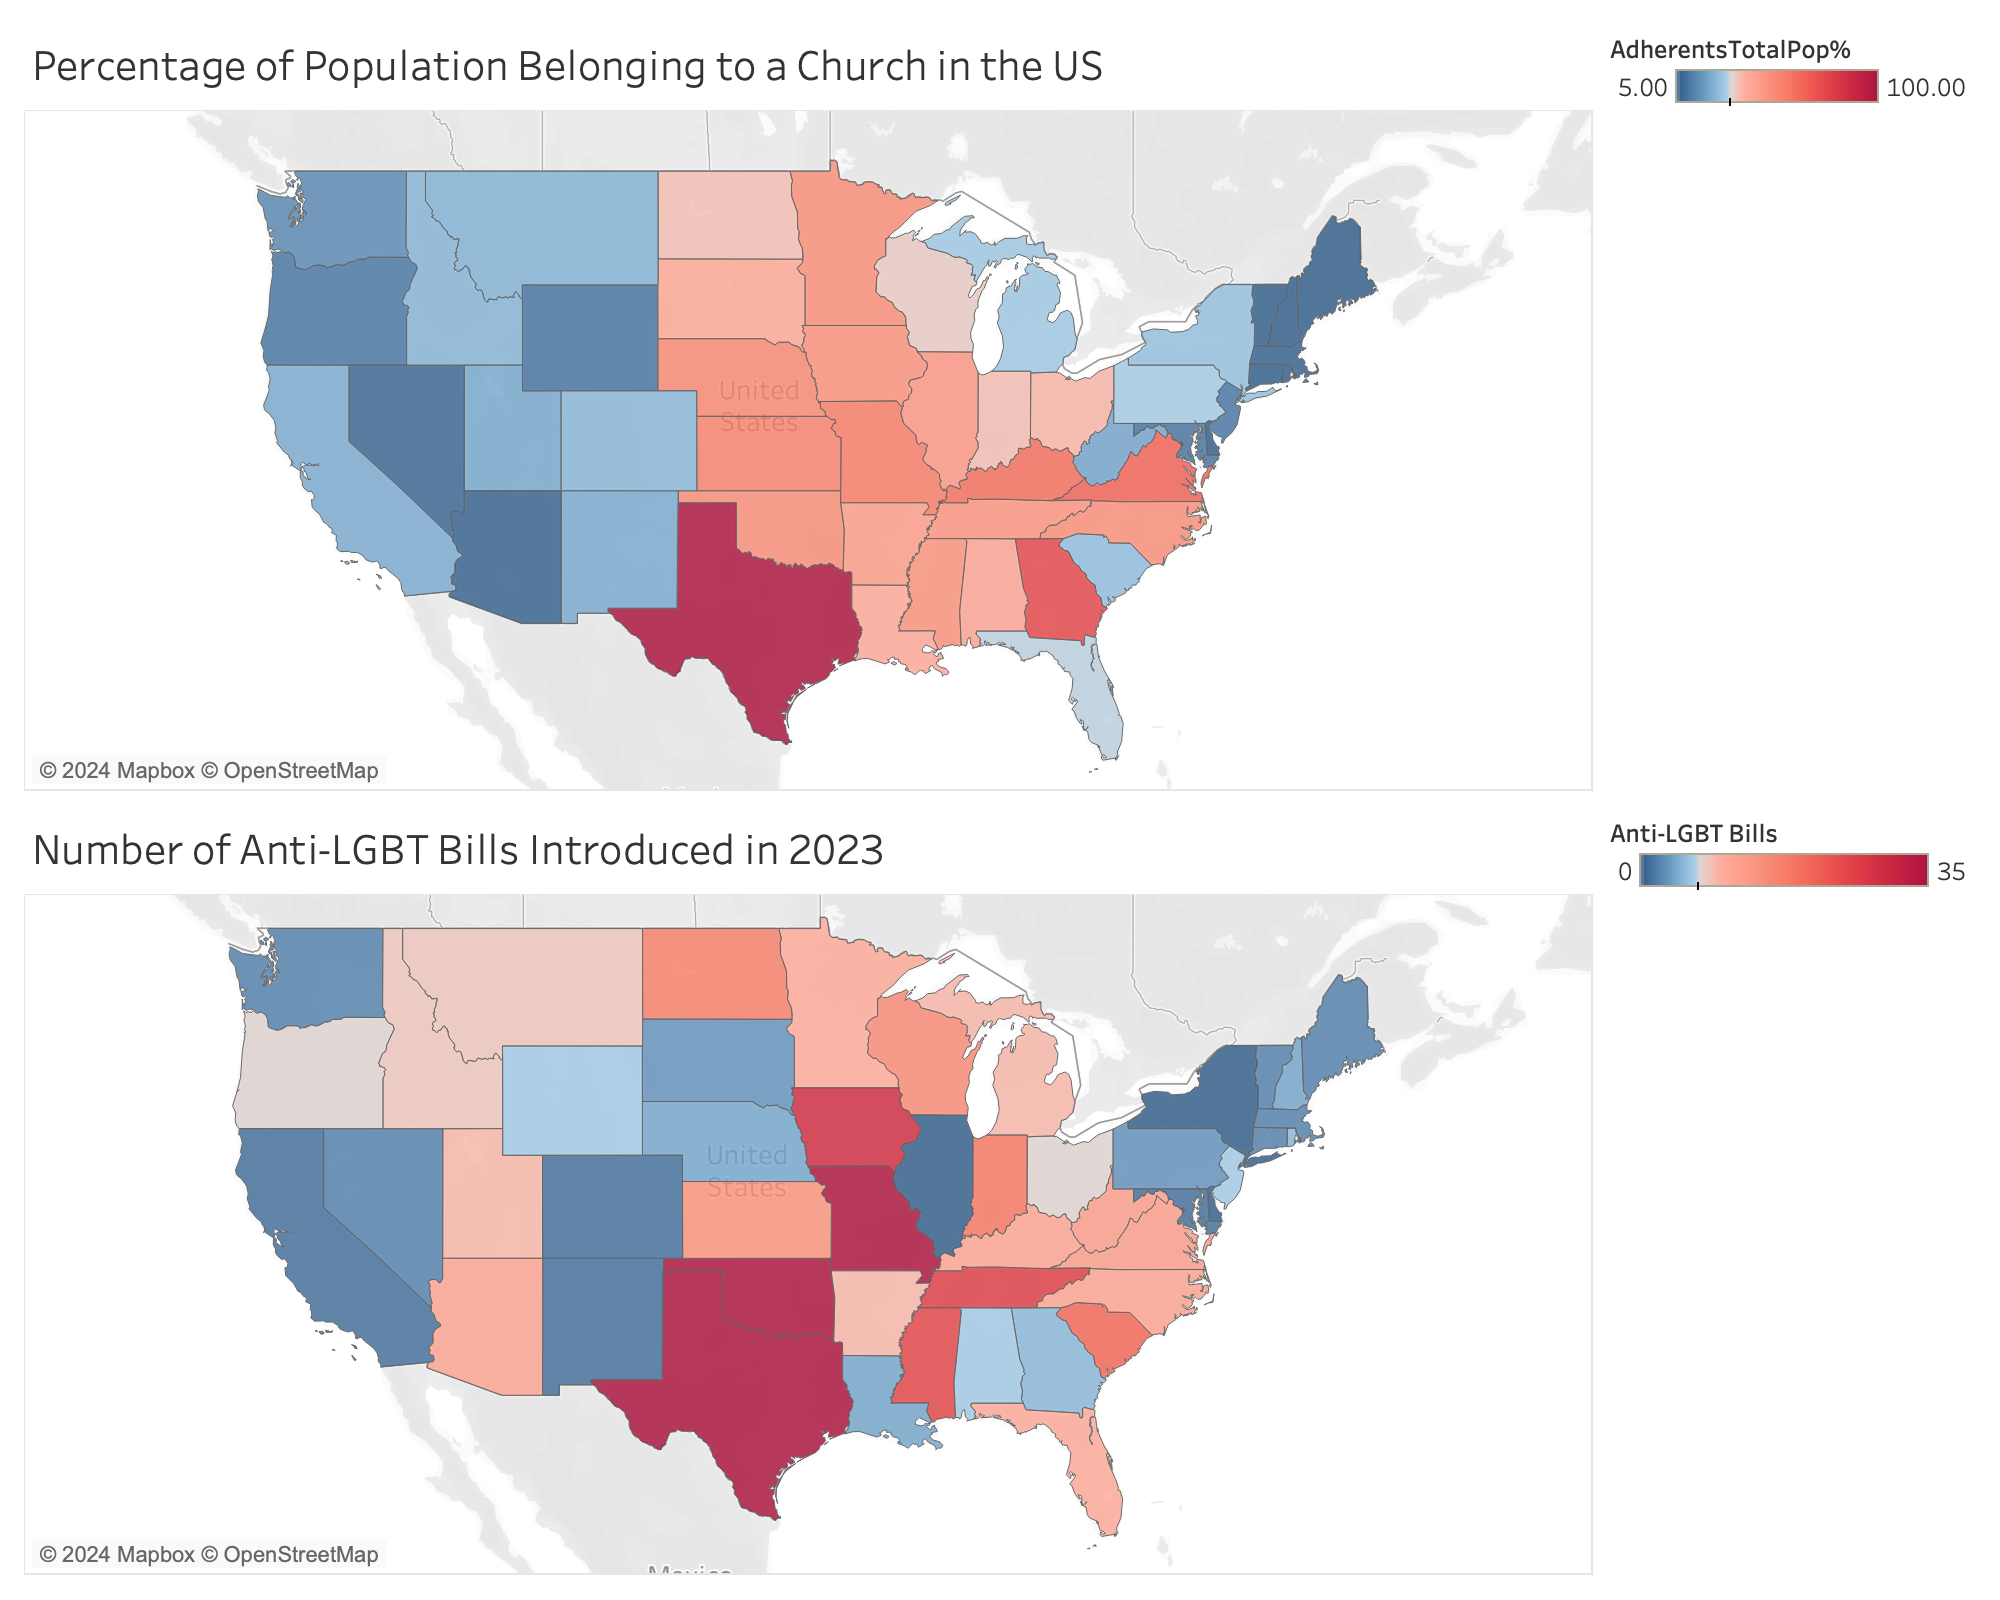 Percentage of Population Belonging to a Church in the US
AdherentsTotalPop%
5.00 100.00
United
States
© 2024 Mapbox © OpenStreetMap
Number of Anti-LGBT Bills Introduced in 2023
Anti-LGBT Bills
0 35
United
States
© 2024 Mapbox © OpenStreetMap
Mexico